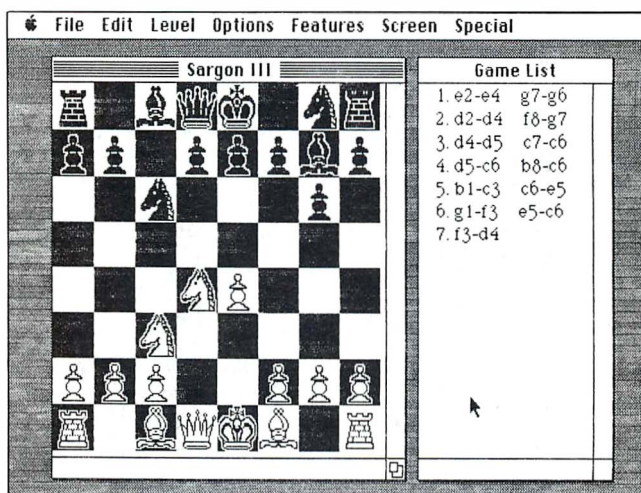 File Edit Level Options Features Screen Special
Sargon III
Game List
1. e2-e4 g7-g6
2. d2-d4 f8-g7
3. d4-d5 c7-c6
4. d5-c6 b8-c6
5. b1-c3 c6-e5
6. g1-f3 e5-c6
7. f3-d4